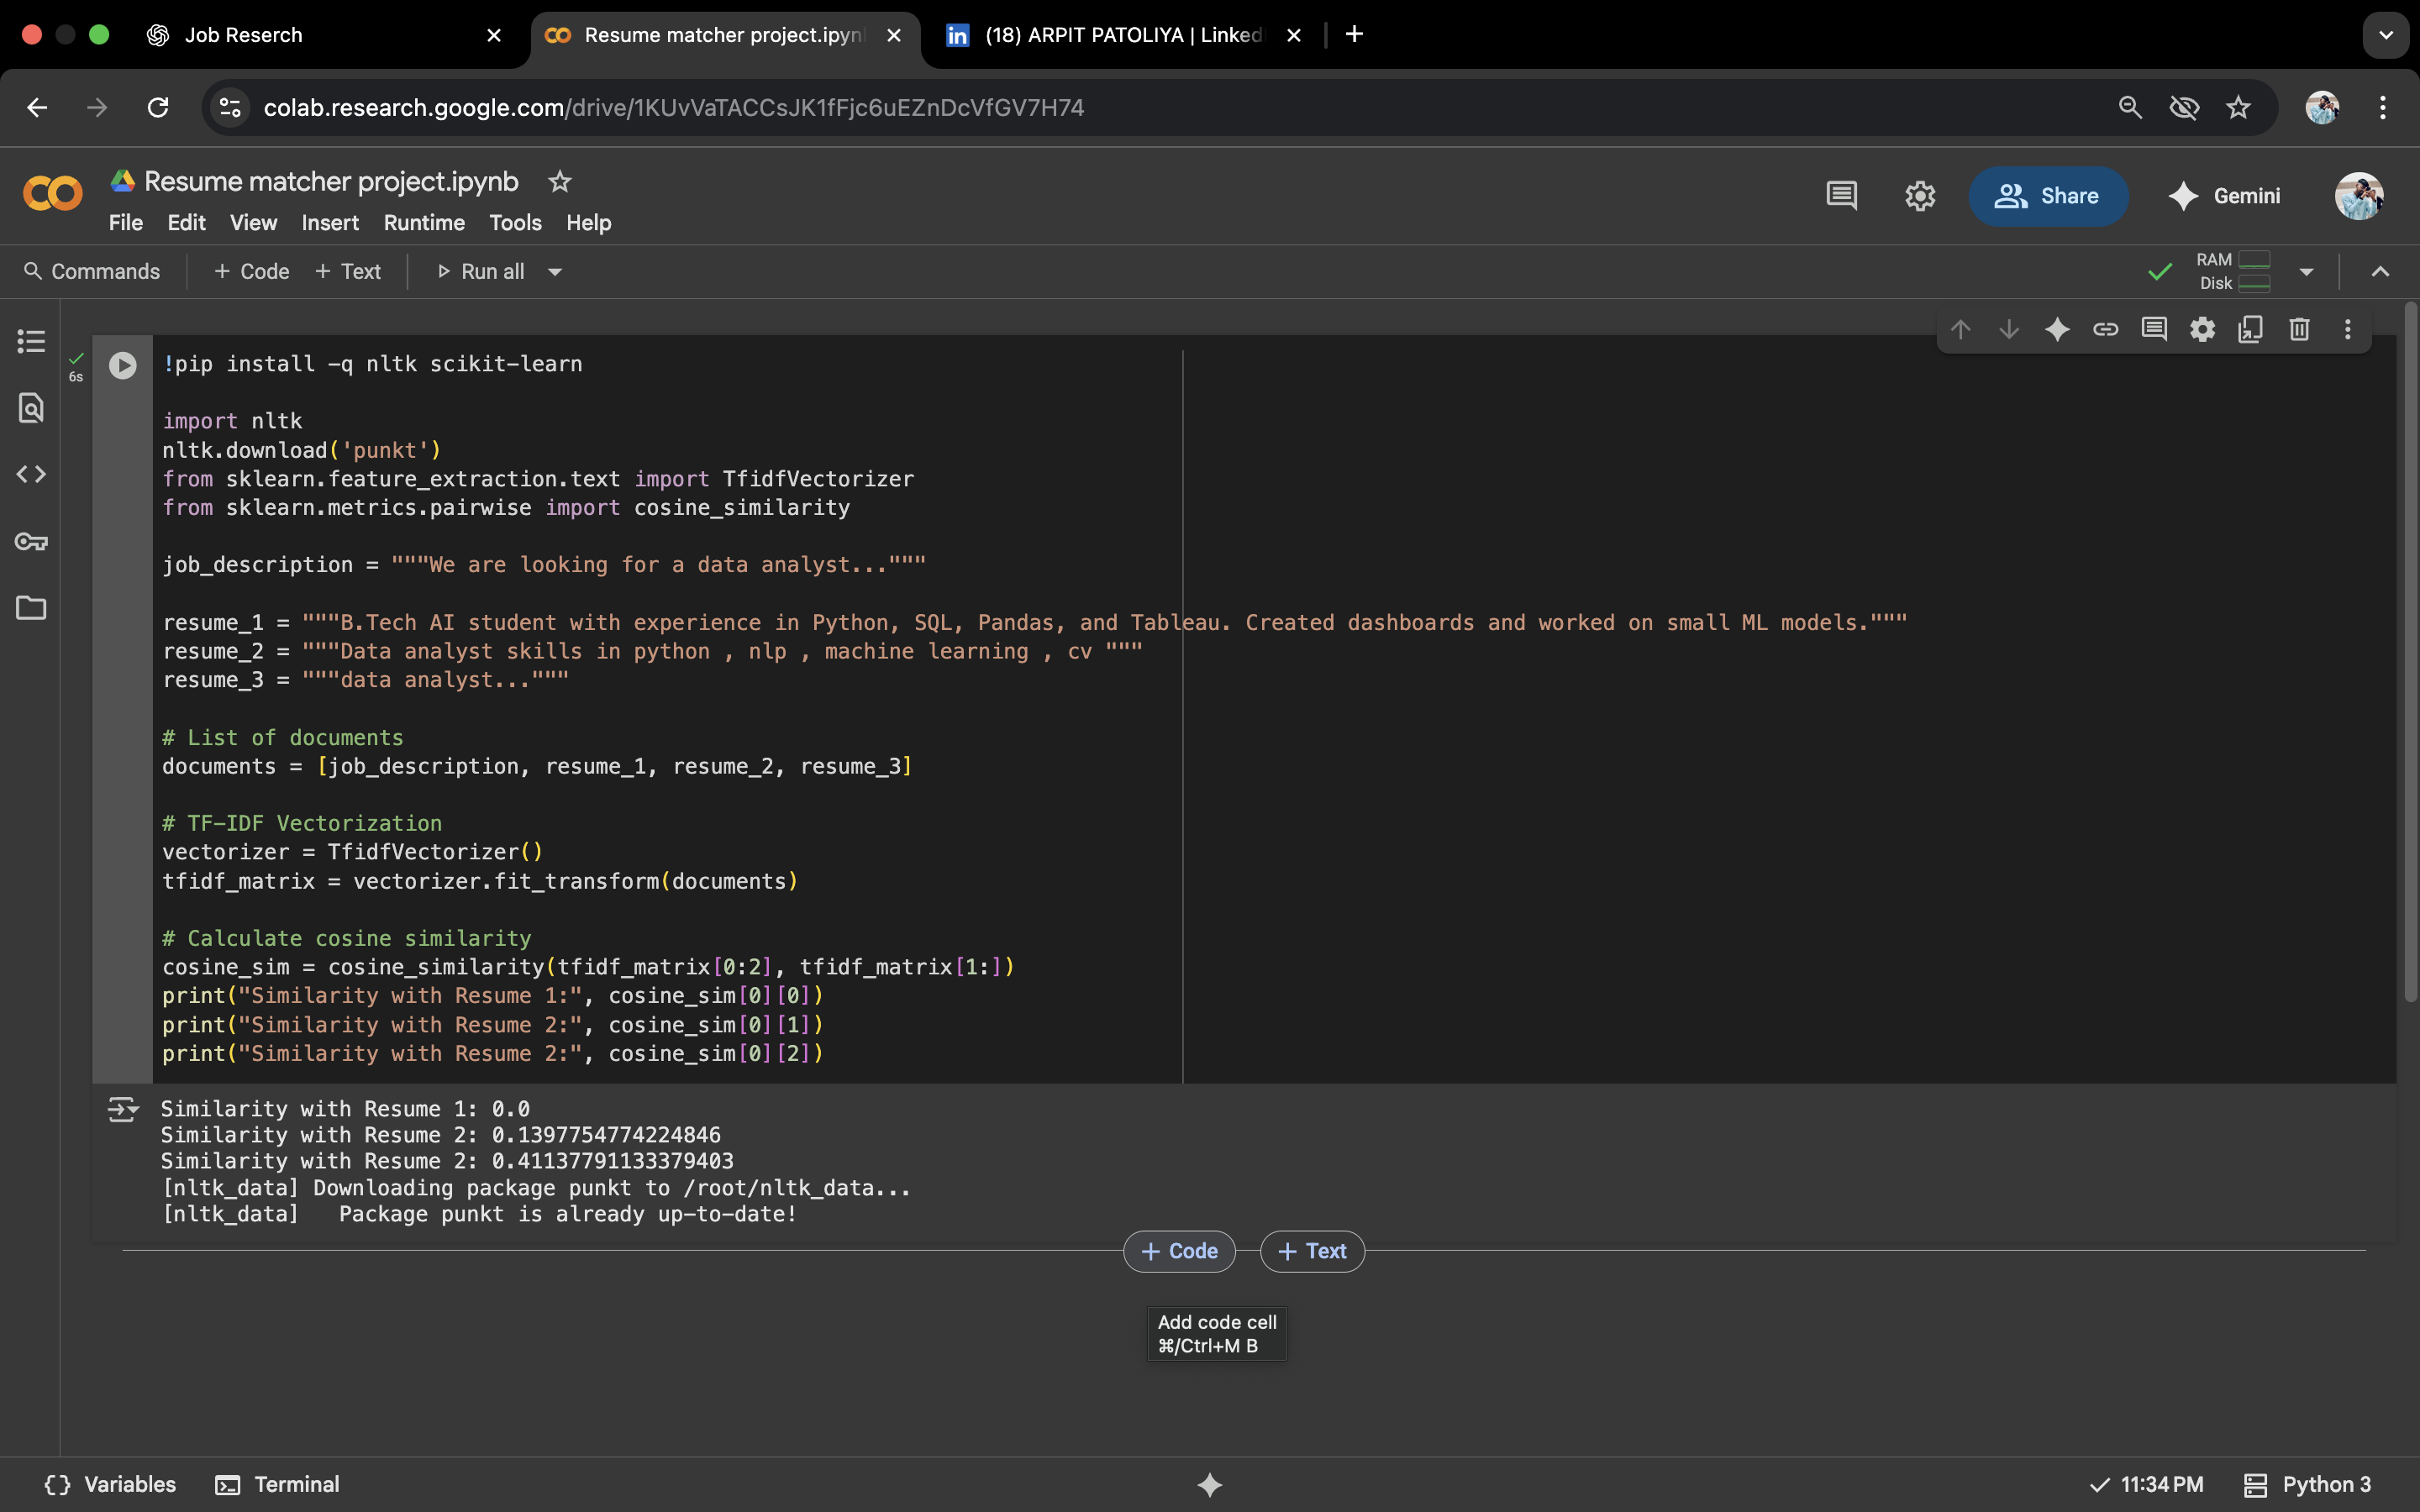 Job Reserch
Resume matcher project.ipyn
(18) ARPIT PATOLIYA | Linked
colab.research.google.com/drive/1KUvVaTACCsJK1fFjc6uEZnDcVfGV7H74
Resume matcher project.ipynb
File Edit View Insert Runtime Tools Help
Share
Gemini
Commands + Code + Text Run all
RAM
Disk
6s
!pip install -q nltk scikit-learn
import nltk
nltk.download('punkt')
from sklearn.feature_extraction.text import TfidfVectorizer
from sklearn.metrics.pairwise import cosine_similarity
job_description = """We are looking for a data analyst..."""
resume_1 = """B.Tech AI student with experience in Python, SQL, Pandas, and Tableau. Created dashboards and worked on small ML models."""
resume_2 = """Data analyst skills in python , nlp , machine learning , cv """
resume_3 = """data analyst..."""
# List of documents
documents = [job_description, resume_1, resume_2, resume_3]
# TF-IDF Vectorization
vectorizer = TfidfVectorizer()
tfidf_matrix = vectorizer.fit_transform(documents)
# Calculate cosine similarity
cosine_sim = cosine_similarity(tfidf_matrix[0:2], tfidf_matrix[1:])
print("Similarity with Resume 1:", cosine_sim[0][0])
print("Similarity with Resume 2:", cosine_sim[0][1])
print("Similarity with Resume 2:", cosine_sim[0][2])
Similarity with Resume 1: 0.0
Similarity with Resume 2: 0.1397754774224846
Similarity with Resume 2: 0.41137791133379403
[nltk_data] Downloading package punkt to /root/nltk_data...
[nltk_data]   Package punkt is already up-to-date!
+ Code + Text
Add code cell
⌘/Ctrl+M B
Variables
Terminal
11:34 PM
Python 3